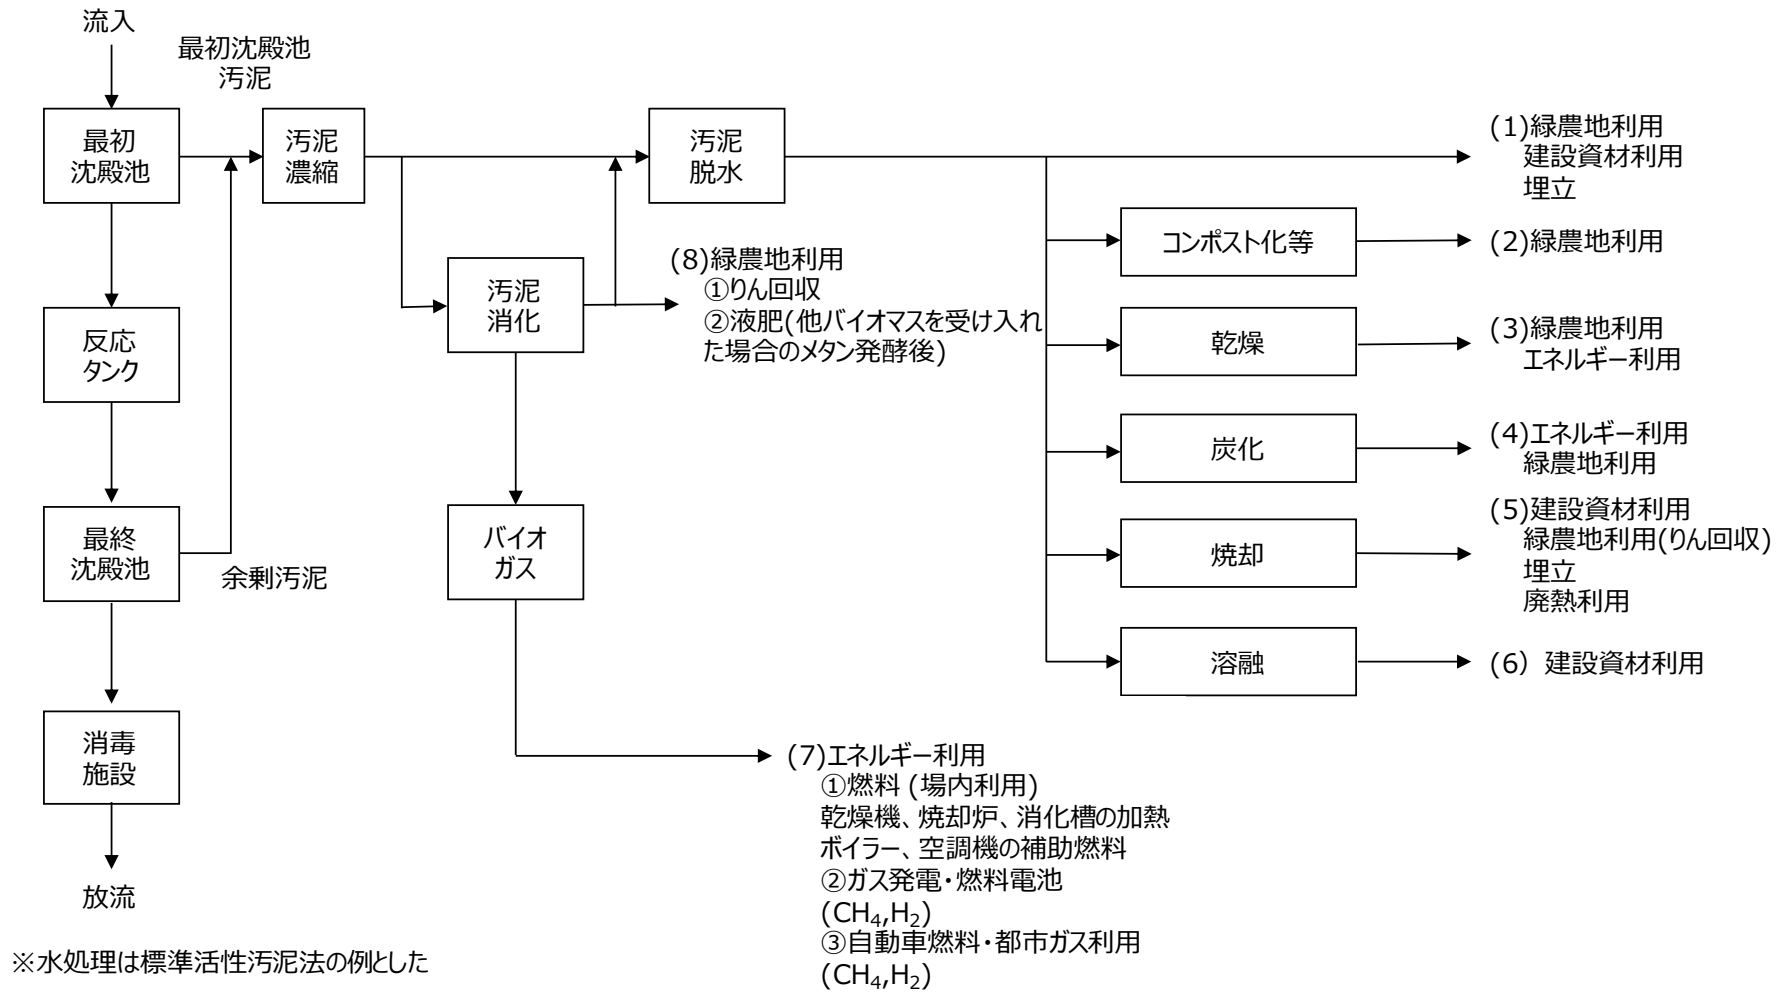 流入
最初沈殿池
汚泥
最初
沈殿池
汚泥
濃縮
汚泥
脱水
(1)緑農地利用
建設資材利用
埋立
コンポスト化等
(2)緑農地利用
(8)緑農地利用
①りん回収
②液肥(他バイオマスを受け入れ
た場合のメタン発酵後)
汚泥
消化
反応
タンク
乾燥
(3)緑農地利用
エネルギー利用
炭化
(4)エネルギー利用
緑農地利用
最終
沈殿池
余剰汚泥
バイオ
ガス
焼却
(5)建設資材利用
緑農地利用(りん回収)
埋立
廃熱利用
溶融
(6) 建設資材利用
消毒
施設
放流
(7)エネルギー利用
①燃料 (場内利用)
乾燥機、焼却炉、消化槽の加熱
ボイラー、空調機の補助燃料
②ガス発電・燃料電池
(CH₄,H₂)
③自動車燃料・都市ガス利用
(CH₄,H₂)
※水処理は標準活性汚泥法の例とした